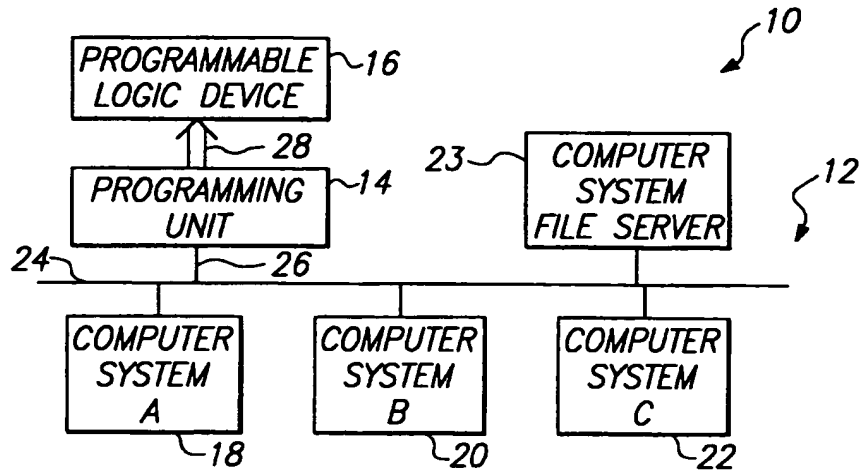 10
PROGRAMMABLE
LOGIC DEVICE
16
28
PROGRAMMING
UNIT
14
23
COMPUTER
SYSTEM
FILE SERVER
12
24
26
COMPUTER
SYSTEM
A
18
COMPUTER
SYSTEM
B
20
COMPUTER
SYSTEM
C
22